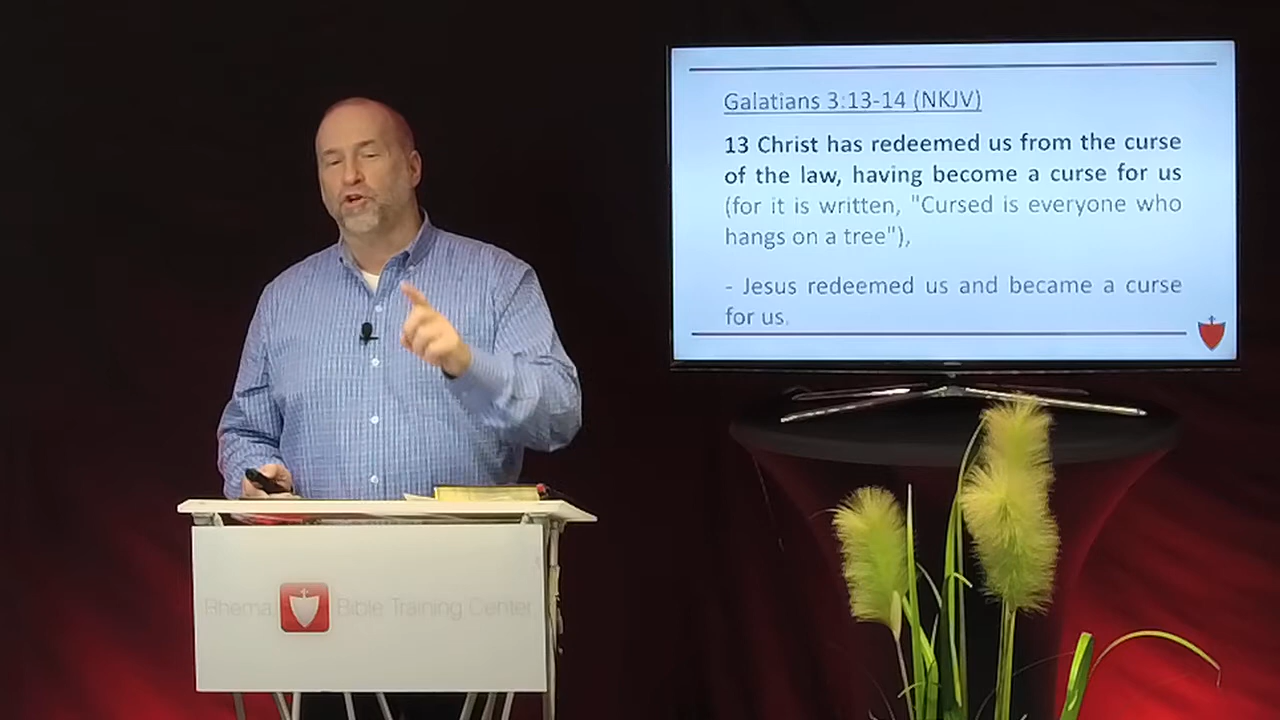 Galatians 3:13-14 (NKJV)
13 Christ has redeemed us from the curse
of the law, having become a curse for us
(for it is written, "Cursed is everyone who
hangs on a tree"),
- Jesus redeemed us and became a curse
for us.
Rhema Bible Training Center